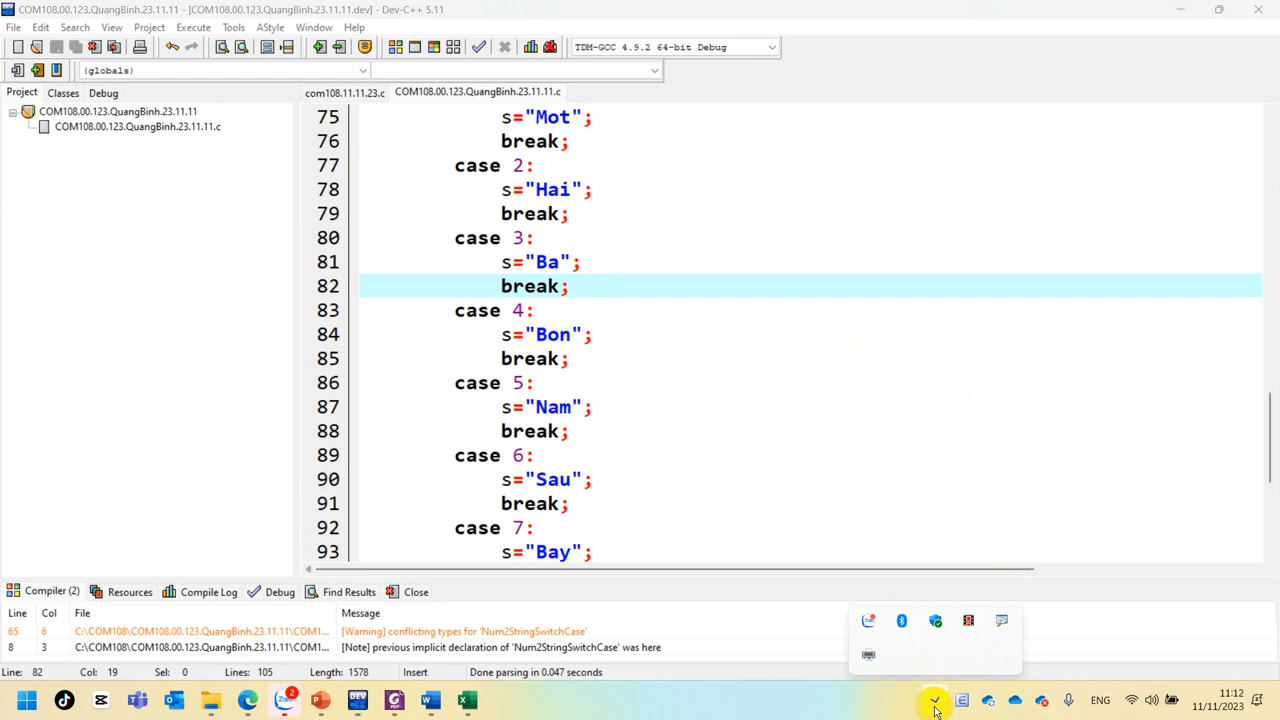 COM108.00.123.QuangBinh.23.11.11 - [COM108.00.123.QuangBinh.23.11.11.dev] - Dev-C++ 5.11
File Edit Search View Project Execute Tools AStyle Window Help
TDM-GCC 4.9.2 64-bit Debug
(globals)
Project Classes Debug
com108.11.11.23.c COM108.00.123.QuangBinh.23.11.11.c
COM108.00.123.QuangBinh.23.11.11
COM108.00.123.QuangBinh.23.11.11.c
75 s="Mot";
76 break;
77 case 2:
78 s="Hai";
79 break;
80 case 3:
81 s="Ba";
82 break;
83 case 4:
84 s="Bon";
85 break;
86 case 5:
87 s="Nam";
88 break;
89 case 6:
90 s="Sau";
91 break;
92 case 7:
93 s="Bay";
Compiler (2) Resources Compile Log Debug Find Results Close
Line Col File Message
65 6 C:\COM108\COM108.00.123.QuangBinh.23.11.11\COM1... [Warning] conflicting types for 'Num2StringSwitchCase'
8 3 C:\COM108\COM108.00.123.QuangBinh.23.11.11\COM1... [Note] previous implicit declaration of 'Num2StringSwitchCase' was here
Line: 82 Col: 19 Sel: 0 Lines: 105 Length: 1578 Insert Done parsing in 0.047 seconds
Zalo 2 DEV ENG 11:12
11/11/2023